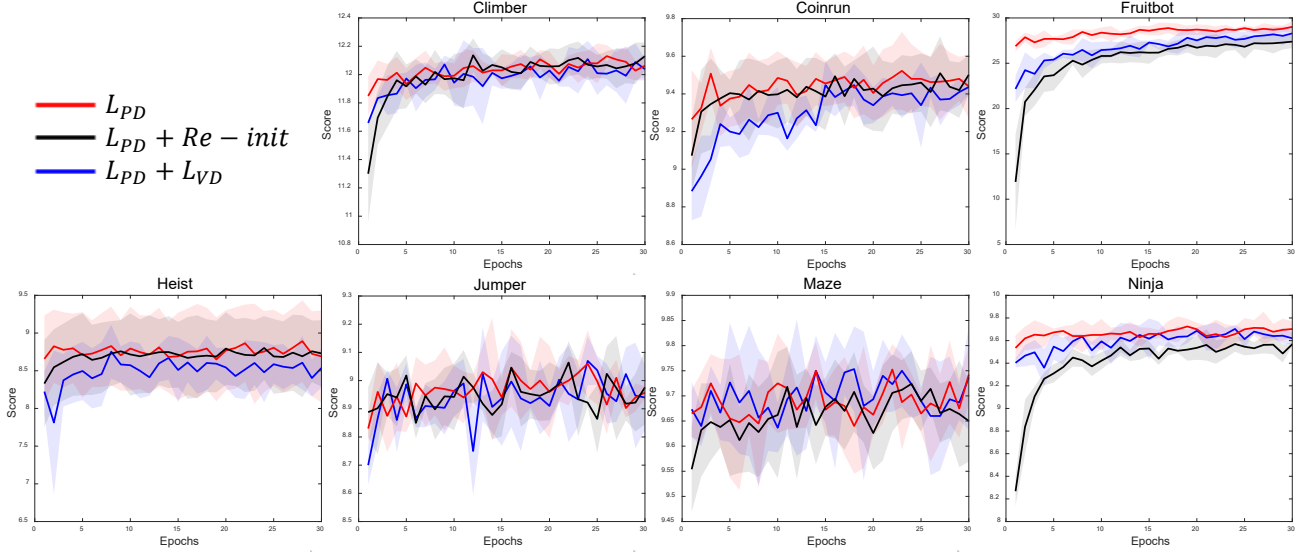 Climber
12.4
12.2
12
11.8
11.6
11.4
11.2
11
10.8
Score
0 5 10 15 20 25 30
Epochs
Coinrun
9.8
9.6
9.4
9.2
9
8.8
8.6
Score
0 5 10 15 20 25 30
Epochs
Fruitbot
30
25
20
15
10
5
Score
0 5 10 15 20 25 30
Epochs
L_PD
L_PD + Re − init
L_PD + L_VD
Heist
9.5
9
8.5
8
7.5
7
6.5
Score
0 5 10 15 20 25 30
Epochs
Jumper
9.3
9.2
9.1
9
8.9
8.8
8.7
8.6
8.5
Score
0 5 10 15 20 25 30
Epochs
Maze
9.9
9.85
9.8
9.75
9.7
9.65
9.6
9.55
9.5
9.45
Score
0 5 10 15 20 25 30
Epochs
Ninja
10
9.8
9.6
9.4
9.2
9
8.8
8.6
8.4
8.2
8
Score
0 5 10 15 20 25 30
Epochs